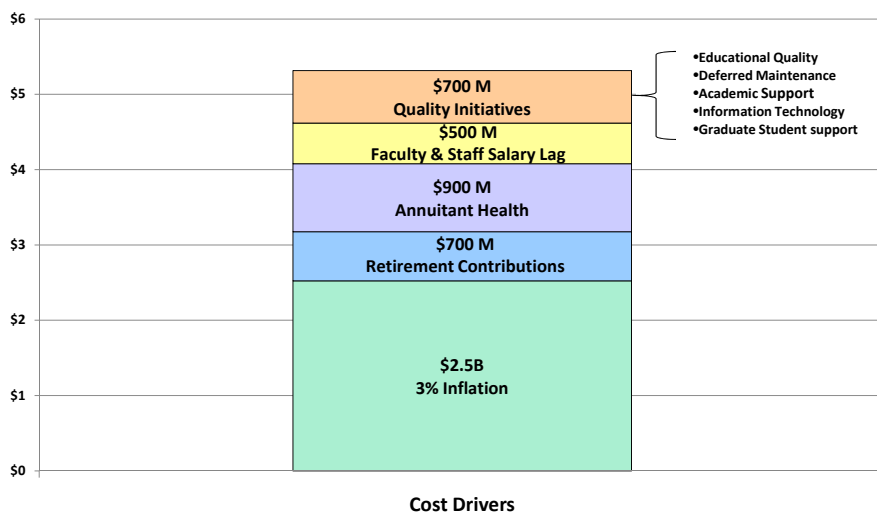 $6
$5
$4
$3
$2
$1
$0
$700 M
Quality Initiatives
$500 M
Faculty & Staff Salary Lag
$900 M
Annuitant Health
$700 M
Retirement Contributions
$2.5B
3% Inflation
•Educational Quality
•Deferred Maintenance
•Academic Support
•Information Technology
•Graduate Student support
Cost Drivers